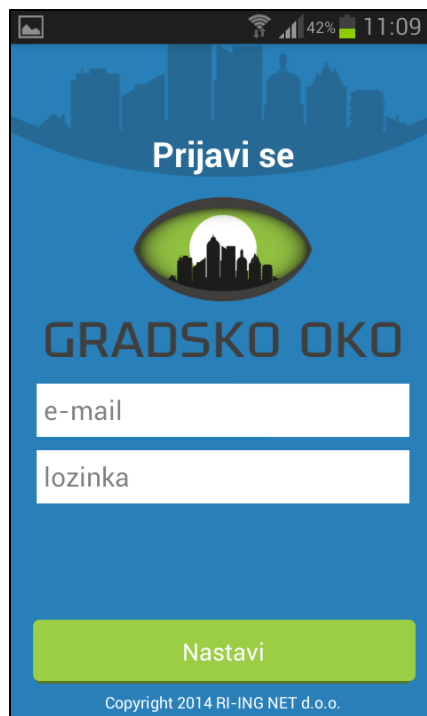 42% 11:09
Prijavi se
GRADSKO OKO
e-mail
lozinka
Nastavi
Copyright 2014 RI-ING NET d.o.o.